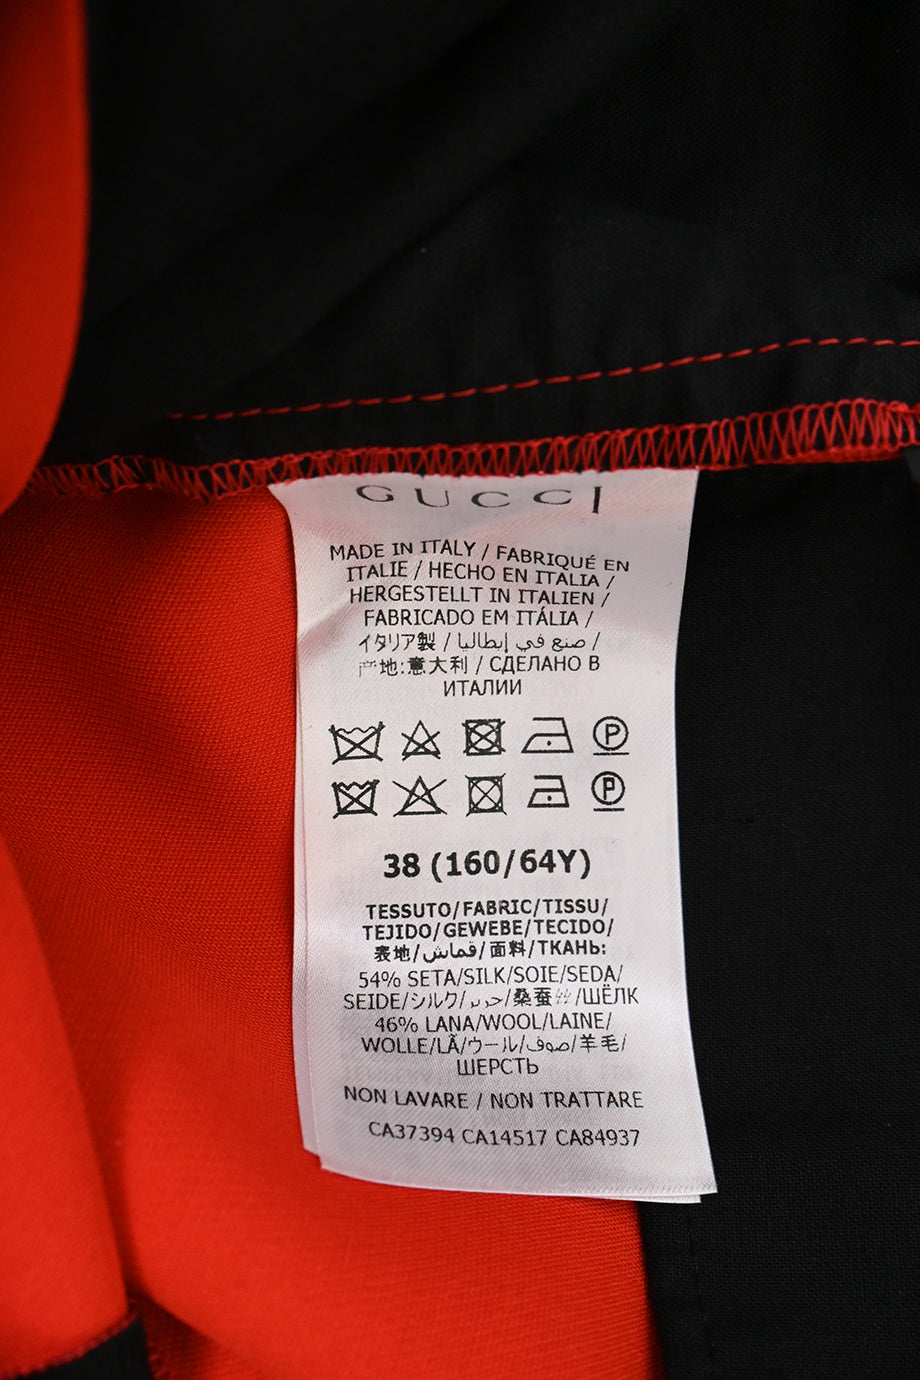 GUCCI
MADE IN ITALY / FABRIQUÉ EN
ITALIE / HECHO EN ITALIA /
HERGESTELLT IN ITALIEN /
FABRICADO EM ITÁLIA /
イタリア製 / صنع في إيطاليا /
产地:意大利 / СДЕЛАНО В
ИТАЛИИ
P
P
38 (160/64Y)
TESSUTO/FABRIC/TISSU/
TEJIDO/GEWEBE/TECIDO/
表地/قماش/面料/ТКАНЬ:
54% SETA/SILK/SOIE/SEDA/
SEIDE/シルク/حرير/桑蚕丝/ШЁЛК
46% LANA/WOOL/LAINE/
WOLLE/LÃ/ウール/صوف/羊毛/
ШЕРСТЬ
NON LAVARE / NON TRATTARE
CA37394 CA14517 CA84937